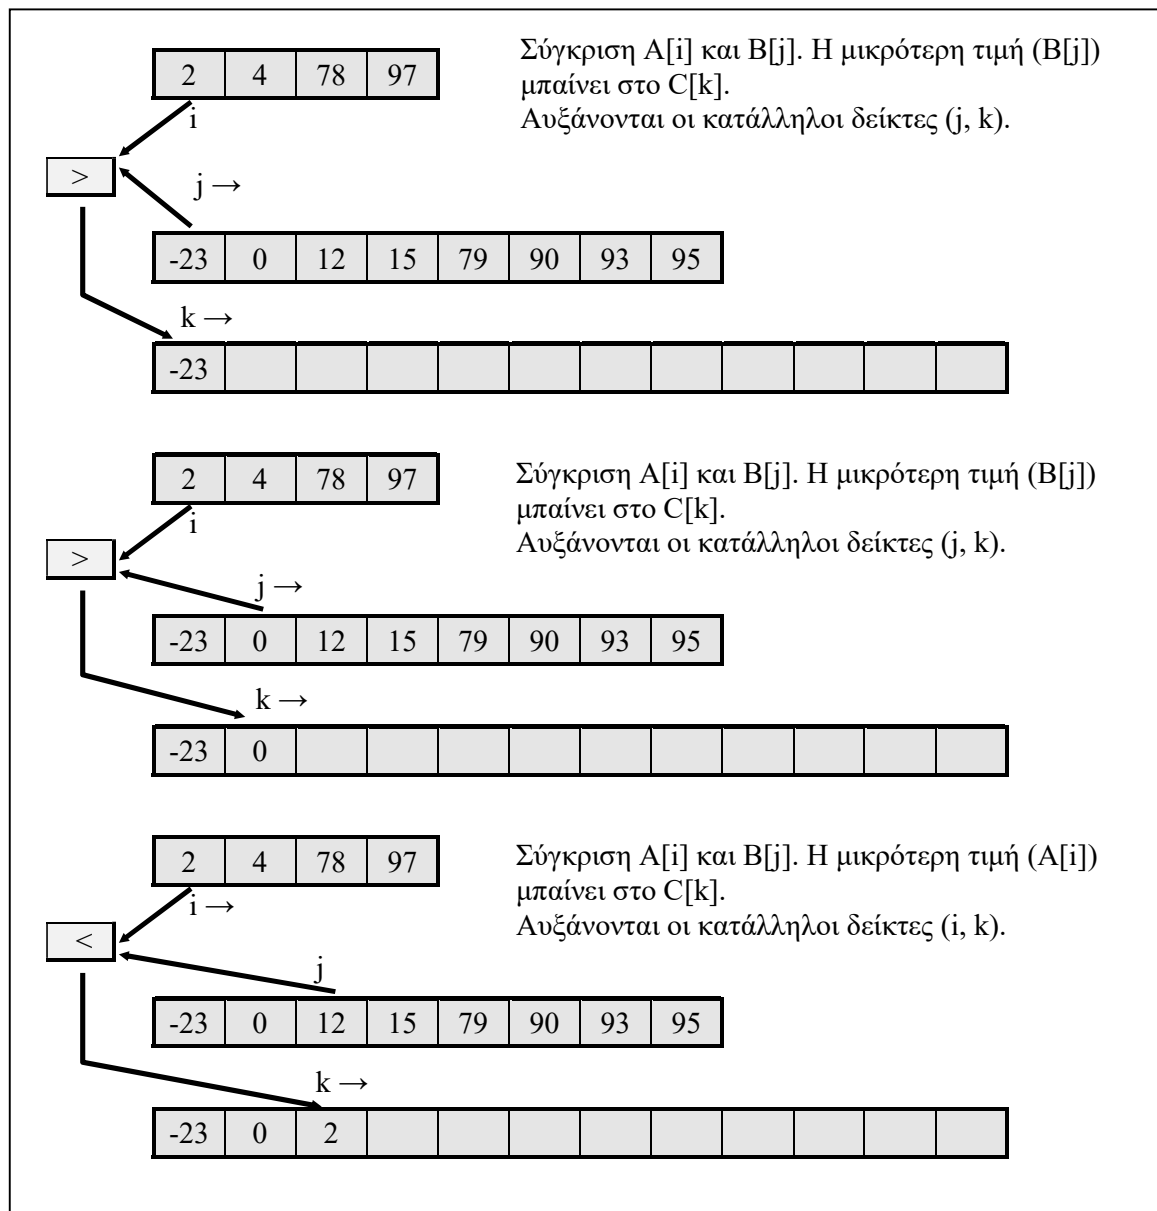 2 4 78 97
Σύγκριση A[i] και B[j]. Η μικρότερη τιμή (B[j])
μπαίνει στο C[k].
Αυξάνονται οι κατάλληλοι δείκτες (j, k).
i
>
j →
-23 0 12 15 79 90 93 95
k →
-23
2 4 78 97
Σύγκριση A[i] και B[j]. Η μικρότερη τιμή (B[j])
μπαίνει στο C[k].
Αυξάνονται οι κατάλληλοι δείκτες (j, k).
i
>
j →
-23 0 12 15 79 90 93 95
k →
-23 0
2 4 78 97
Σύγκριση A[i] και B[j]. Η μικρότερη τιμή (A[i])
μπαίνει στο C[k].
Αυξάνονται οι κατάλληλοι δείκτες (i, k).
i →
<
j
-23 0 12 15 79 90 93 95
k →
-23 0 2